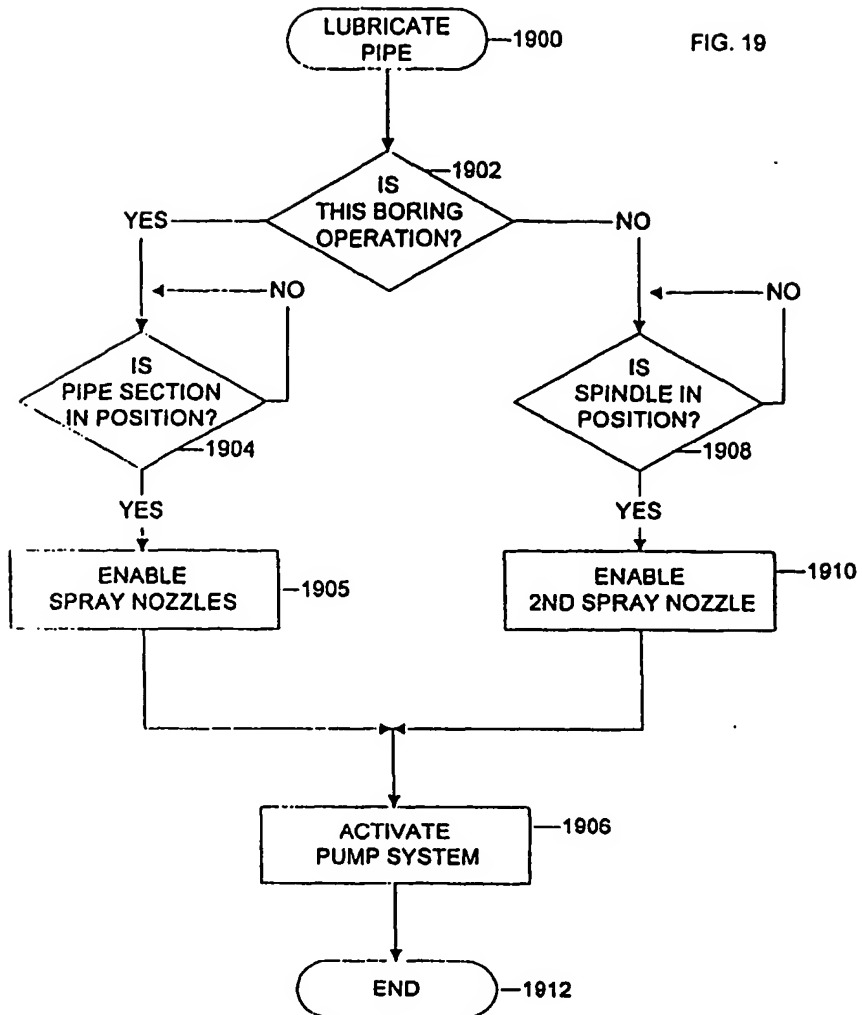 LUBRICATE
PIPE
1900
FIG. 19
1902
IS
THIS BORING
OPERATION?
YES
NO
NO
NO
IS
PIPE SECTION
IN POSITION?
1904
IS
SPINDLE IN
POSITION?
1908
YES
YES
ENABLE
SPRAY NOZZLES
1905
ENABLE
2ND SPRAY NOZZLE
1910
ACTIVATE
PUMP SYSTEM
1906
END
1912